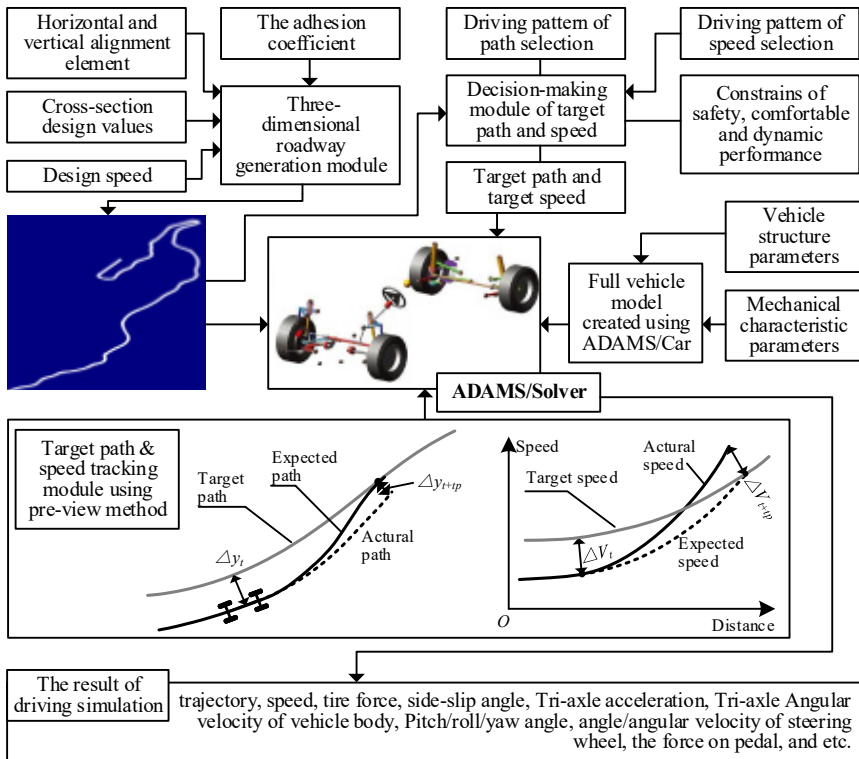 Horizontal and
vertical alignment
element
The adhesion
coefficient
Driving pattern of
path selection
Driving pattern of
speed selection
Cross-section
design values
Three-
dimensional
roadway
generation module
Decision-making
module of target
path and speed
Constrains of
safety, comfortable
and dynamic
performance
Design speed
Target path and
target speed
Vehicle
structure
parameters
Full vehicle
model
created using
ADAMS/Car
Mechanical
characteristic
parameters
ADAMS/Solver
Target path &
speed tracking
module using
pre-view method
Target
path
Expected
path
△yt+tp
Actural
path
△yt
Speed
Actural
speed
Target speed
△Vt+tp
△Vt
Expected
speed
O
Distance
The result of
driving simulation
trajectory, speed, tire force, side-slip angle, Tri-axle acceleration, Tri-axle Angular
velocity of vehicle body, Pitch/roll/yaw angle, angle/angular velocity of steering
wheel, the force on pedal, and etc.